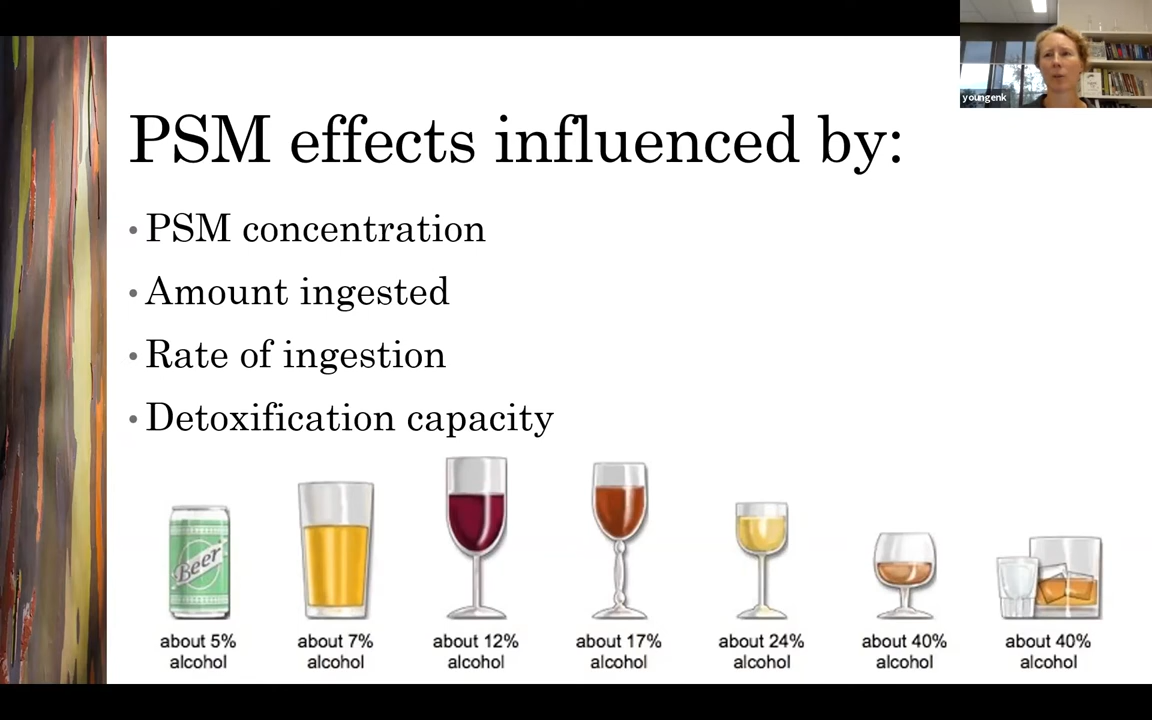 youngenk
PSM effects influenced by:
• PSM concentration
• Amount ingested
• Rate of ingestion
• Detoxification capacity
Beer
about 5%
alcohol
about 7%
alcohol
about 12%
alcohol
about 17%
alcohol
about 24%
alcohol
about 40%
alcohol
about 40%
alcohol